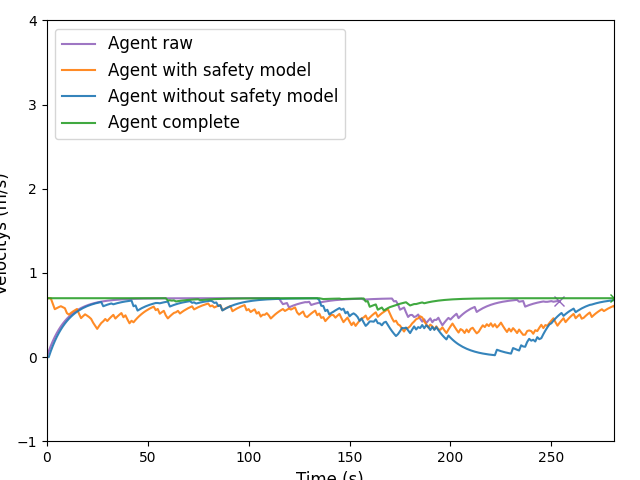 4
3
2
1
0
−1
Velocitys (m/s)
Agent raw
Agent with safety model
Agent without safety model
Agent complete
0 50 100 150 200 250
Time (s)